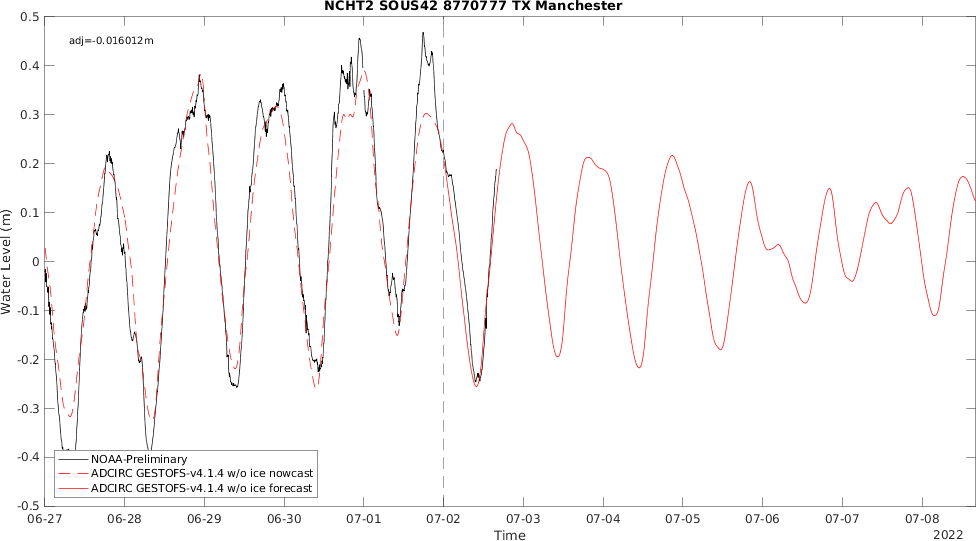 NCHT2 SOUS42 8770777 TX Manchester
adj=-0.016012m
Water Level (m)
0.5
0.4
0.3
0.2
0.1
0
-0.1
-0.2
-0.3
-0.4
-0.5
NOAA-Preliminary
ADCIRC GESTOFS-v4.1.4 w/o ice nowcast
ADCIRC GESTOFS-v4.1.4 w/o ice forecast
06-27 06-28 06-29 06-30 07-01 07-02 07-03 07-04 07-05 07-06 07-07 07-08
Time
2022